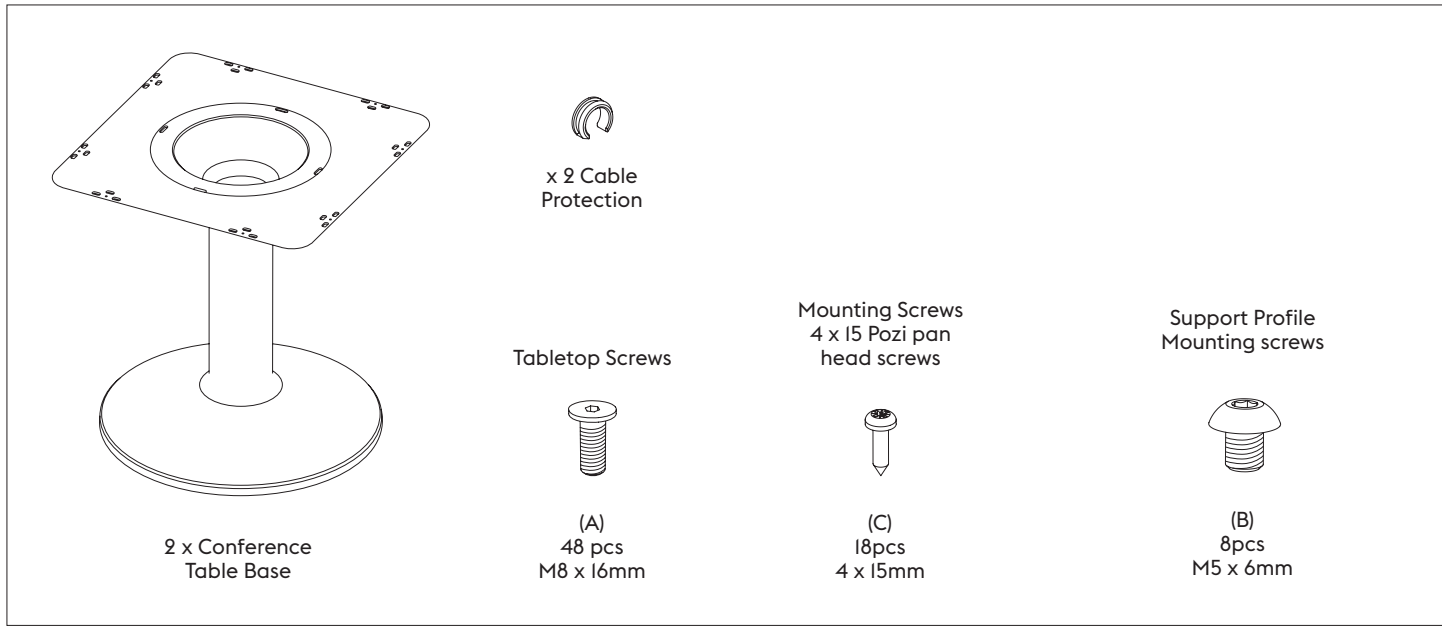 x 2 Cable
Protection
Mounting Screws
4 x 15 Pozi pan
head screws
Support Profile
Mounting screws
Tabletop Screws
2 x Conference
Table Base
(A)
48 pcs
M8 x 16mm
(C)
18pcs
4 x 15mm
(B)
8pcs
M5 x 6mm